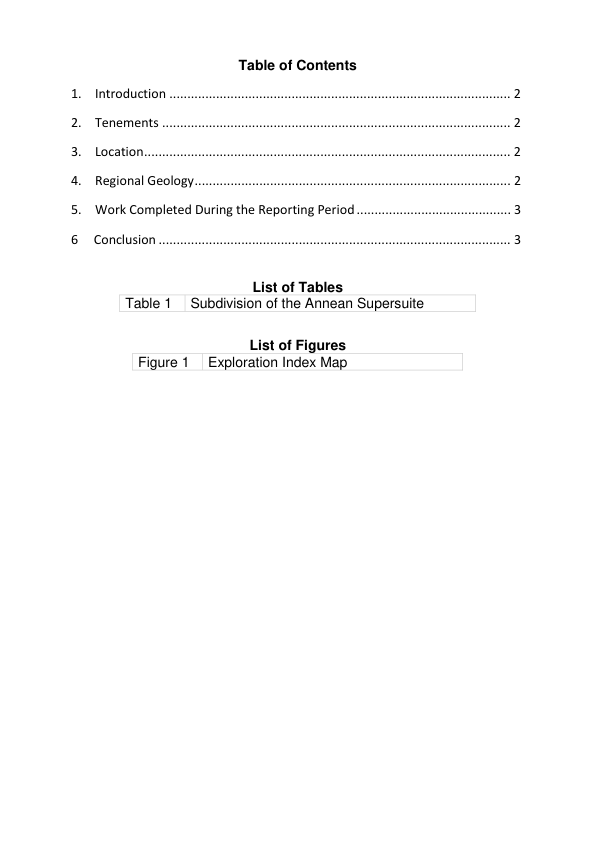 Table of Contents
1. Introduction ............................................................................................... 2
2. Tenements ................................................................................................. 2
3. Location...................................................................................................... 2
4. Regional Geology........................................................................................ 2
5. Work Completed During the Reporting Period ........................................... 3
6 Conclusion .................................................................................................. 3
List of Tables
Table 1 Subdivision of the Annean Supersuite
List of Figures
Figure 1 Exploration Index Map